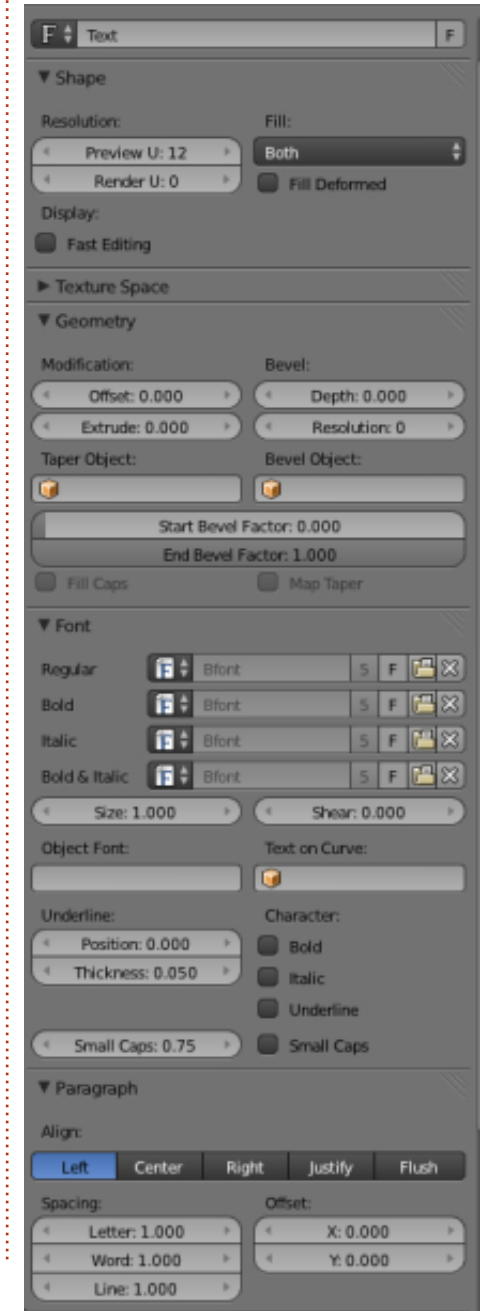 F Text F
Shape
Resolution: Fill:
Preview U: 12 Both
Render U: 0 Fill Deformed
Display:
Fast Editing
Texture Space
Geometry
Modification: Bevel:
Offset: 0.000 Depth: 0.000
Extrude: 0.000 Resolution: 0
Taper Object: Bevel Object:
Start Bevel Factor: 0.000
End Bevel Factor: 1.000
Fill Caps Map Taper
Font
Regular F Bfont 5 F
Bold F Bfont 5 F
Italic F Bfont 5 F
Bold & Italic F Bfont 5 F
Size: 1.000 Shear: 0.000
Object Font: Text on Curve:
Underline: Character:
Position: 0.000 Bold
Thickness: 0.050 Italic
Underline
Small Caps: 0.75 Small Caps
Paragraph
Align:
Left Center Right Justify Flush
Spacing: Offset:
Letter: 1.000 X: 0.000
Word: 1.000 Y: 0.000
Line: 1.000